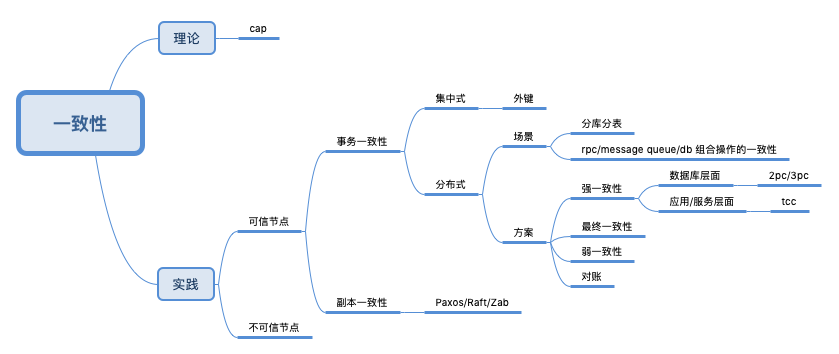 一致性
理论
cap
实践
可信节点
事务一致性
集中式
外键
分布式
场景
分库分表
rpc/message queue/db 组合操作的一致性
方案
强一致性
数据库层面
2pc/3pc
应用/服务层面
tcc
最终一致性
弱一致性
对账
副本一致性
Paxos/Raft/Zab
不可信节点